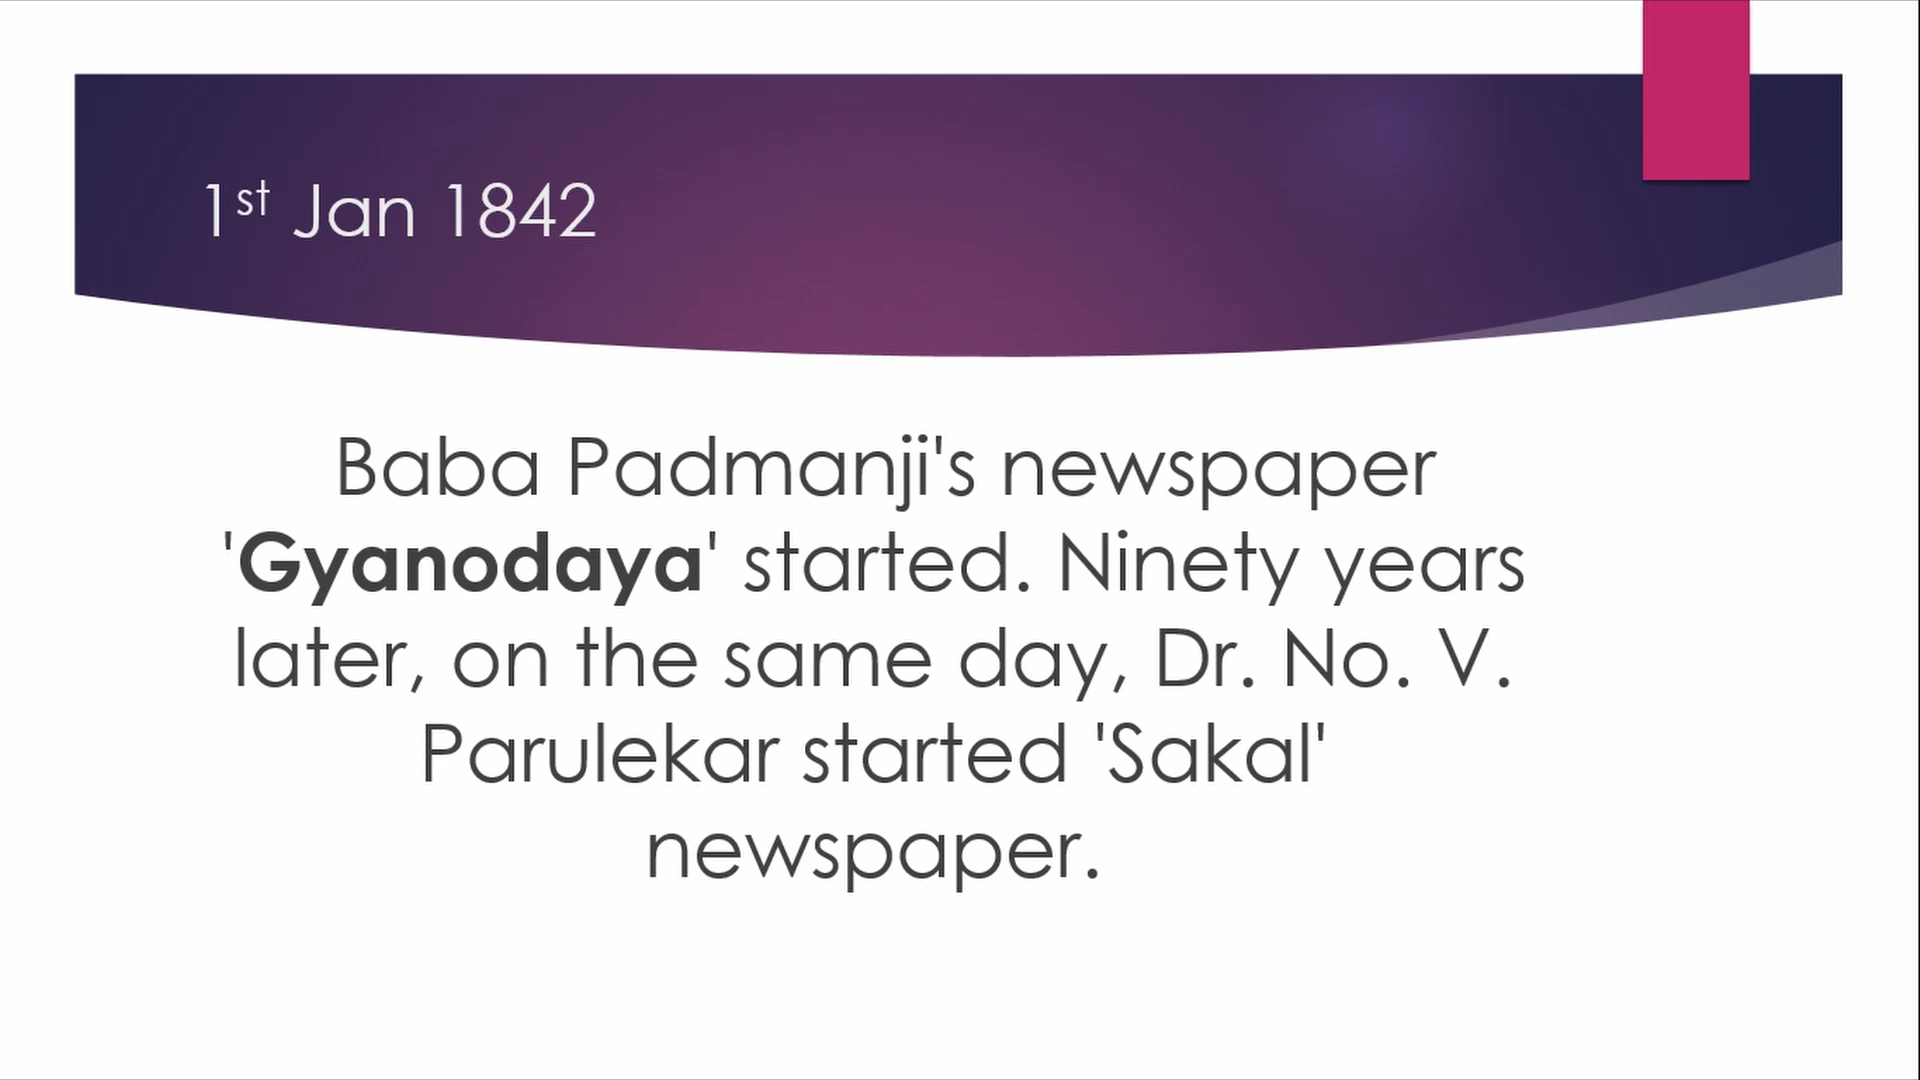 1st Jan 1842
Baba Padmanji's newspaper
'Gyanodaya' started. Ninety years
later, on the same day, Dr. No. V.
Parulekar started 'Sakal'
newspaper.